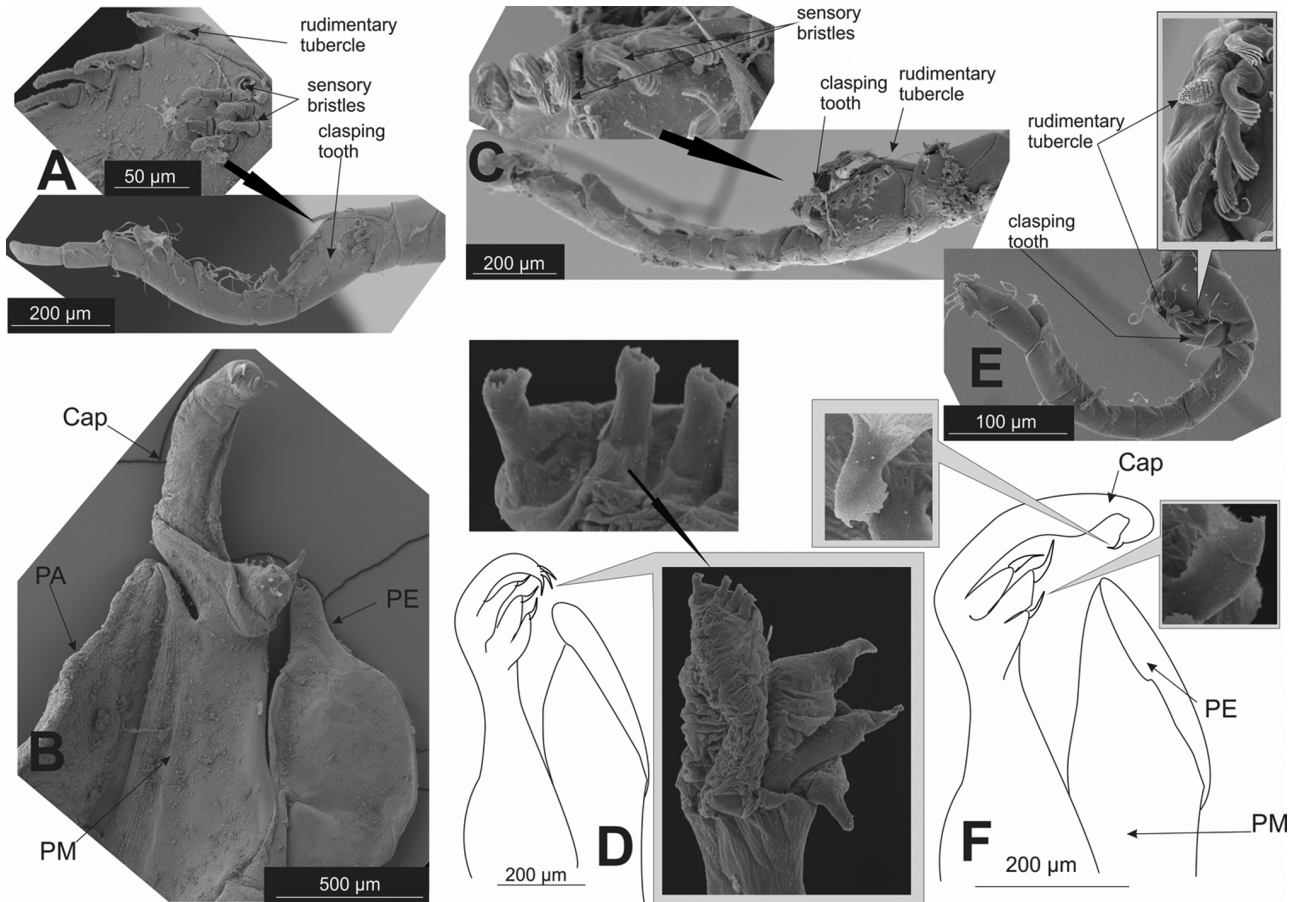 rudimentary
tubercle
sensory
bristles
clasping
tooth
A
50 µm
200 µm
sensory
bristles
clasping
tooth
rudimentary
tubercle
C
200 µm
rudimentary
tubercle
clasping
tooth
E
100 µm
Cap
PA
PE
B
PM
500 µm
D
200 µm
Cap
PE
F
PM
200 µm